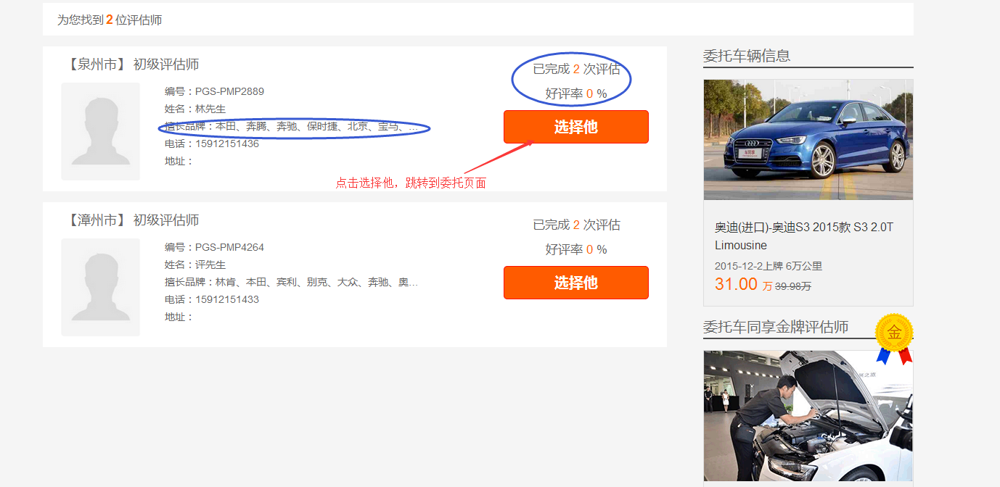 为您找到 2 位评估师
【泉州市】 初级评估师
编号：PGS-PMP2889
姓名：林先生
擅长品牌：本田、奔腾、奔驰、保时捷、北京、宝马、…
电话：15912151436
地址：
已完成 2 次评估
好评率 0 %
选择他
点击选择他，跳转到委托页面
【漳州市】 初级评估师
编号：PGS-PMP4264
姓名：评先生
擅长品牌：林肯、本田、宾利、别克、大众、奔驰、奥…
电话：15912151433
地址：
已完成 2 次评估
好评率 0 %
选择他
委托车辆信息
车同享
奥迪(进口)-奥迪S3 2015款 S3 2.0T
Limousine
2015-12-2上牌 6万公里
31.00 万 39.98万
委托车同享金牌评估师
金